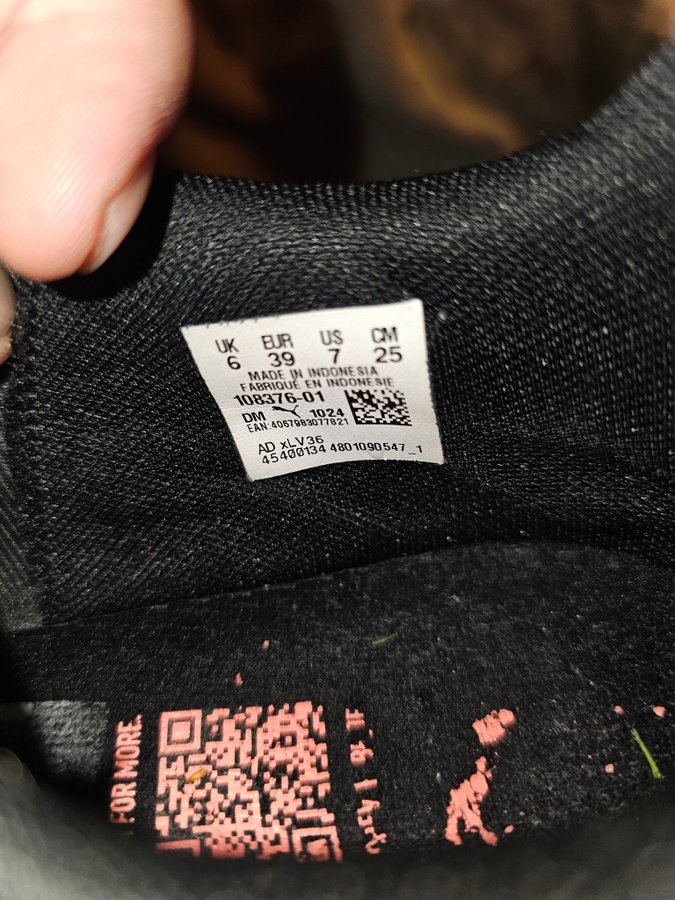 UK EUR US CM
6 39 7 25
MADE IN INDONESIA
FABRIQUÉ EN INDONÉSIE
108376-01
DM 1024
EAN:4067983077821
AD xLV36
45400134 4801090547_1
FOR MORE.